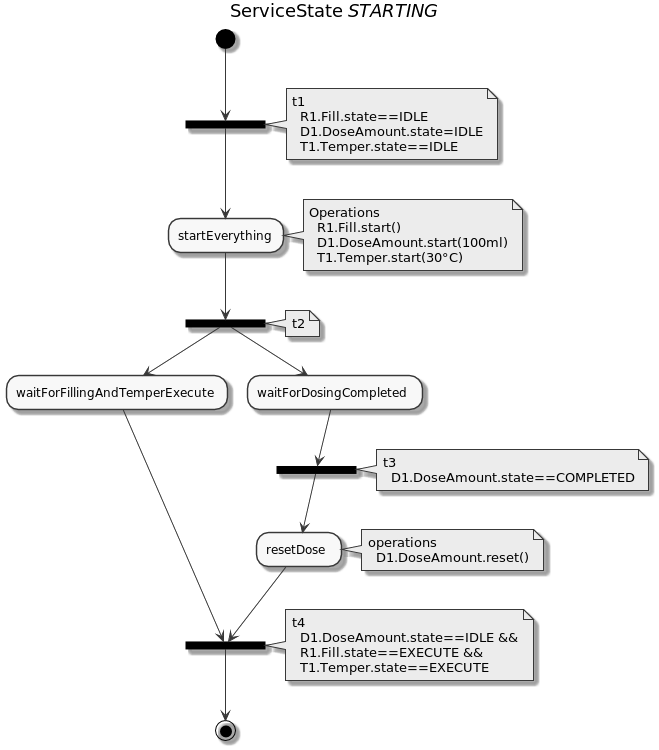 ServiceState STARTING
t1
R1.Fill.state==IDLE
D1.DoseAmount.state=IDLE
T1.Temper.state==IDLE
startEverything
Operations
R1.Fill.start()
D1.DoseAmount.start(100ml)
T1.Temper.start(30°C)
t2
waitForFillingAndTemperExecute
waitForDosingCompleted
t3
D1.DoseAmount.state==COMPLETED
resetDose
operations
D1.DoseAmount.reset()
t4
D1.DoseAmount.state==IDLE &&
R1.Fill.state==EXECUTE &&
T1.Temper.state==EXECUTE